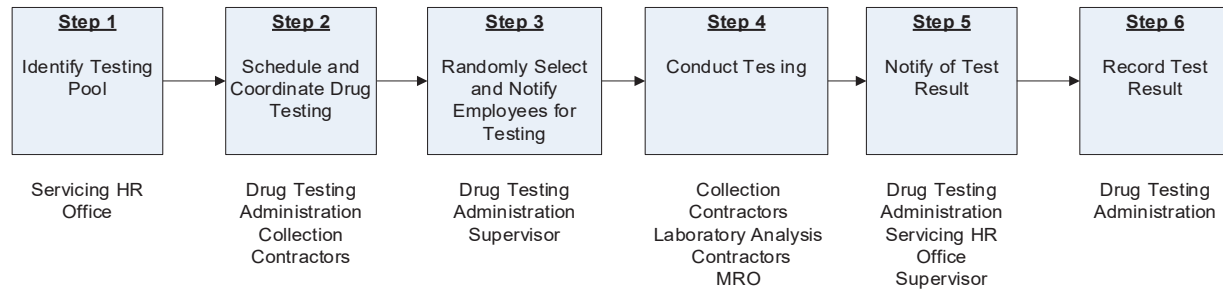 Step 1
Identify Testing
Pool
Step 2
Schedule and
Coordinate Drug
Testing
Step 3
Randomly Select
and Notify
Employees for
Testing
Step 4
Conduct Tes ing
Step 5
Notify of Test
Result
Step 6
Record Test
Result
Servicing HR
Office
Drug Testing
Administration
Collection
Contractors
Drug Testing
Administration
Supervisor
Collection
Contractors
Laboratory Analysis
Contractors
MRO
Drug Testing
Administration
Servicing HR
Office
Supervisor
Drug Testing
Administration